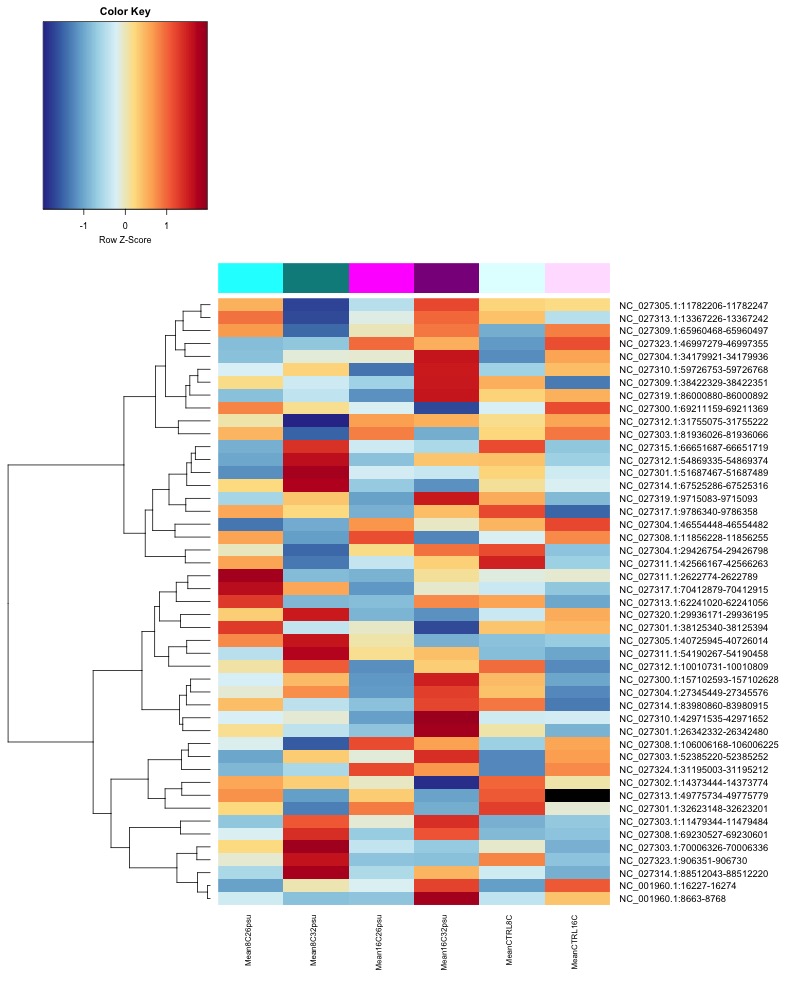 Color Key
-1 0 1
Row Z-Score
NC_027305.1:11782206-11782247
NC_027313.1:13367226-13367242
NC_027309.1:65960468-65960497
NC_027323.1:46997279-46997355
NC_027304.1:34179921-34179936
NC_027310.1:59726753-59726768
NC_027309.1:38422329-38422351
NC_027319.1:86000880-86000892
NC_027300.1:69211159-69211369
NC_027312.1:31755075-31755222
NC_027303.1:81936026-81936066
NC_027315.1:66651687-66651719
NC_027312.1:54869335-54869374
NC_027301.1:51687467-51687489
NC_027314.1:67525286-67525316
NC_027319.1:9715083-9715093
NC_027317.1:9786340-9786358
NC_027304.1:46554448-46554482
NC_027308.1:11856228-11856255
NC_027304.1:29426754-29426798
NC_027311.1:42566167-42566263
NC_027311.1:2622774-2622789
NC_027317.1:70412879-70412915
NC_027313.1:62241020-62241056
NC_027320.1:29936171-29936195
NC_027301.1:38125340-38125394
NC_027305.1:40725945-40726014
NC_027311.1:54190267-54190458
NC_027312.1:10010731-10010809
NC_027300.1:157102593-157102628
NC_027304.1:27345449-27345576
NC_027314.1:83980860-83980915
NC_027310.1:42971535-42971652
NC_027301.1:26342332-26342480
NC_027308.1:106006168-106006225
NC_027303.1:52385220-52385252
NC_027324.1:31195003-31195212
NC_027302.1:14373444-14373774
NC_027313.1:49775734-49775779
NC_027301.1:32623148-32623201
NC_027303.1:11479344-11479484
NC_027308.1:69230527-69230601
NC_027303.1:70006326-70006336
NC_027323.1:906351-906730
NC_027314.1:88512043-88512220
NC_001960.1:16227-16274
NC_001960.1:8663-8768
Mean8C26psu
Mean8C32psu
Mean16C26psu
Mean16C32psu
MeanCTRL8C
MeanCTRL16C